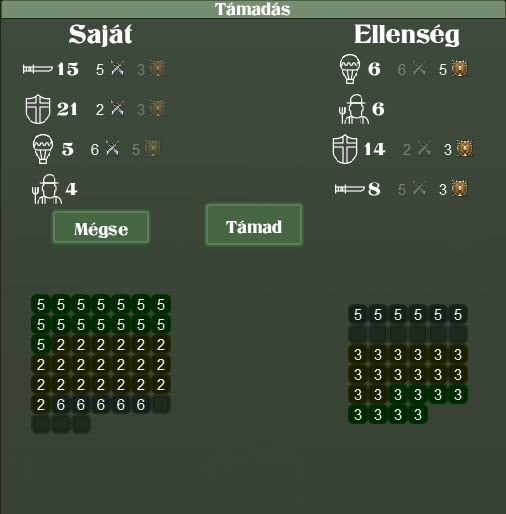 Támadás
Saját
Ellenség
15 5 3
6 6 5
21 2 3
6
5 6 5
14 2 3
4
8 5 3
Mégse
Támad
5 5 5 5 5 5 5
5 5 5 5 5 5 5
5 2 2 2 2 2 2
2 2 2 2 2 2 2
2 2 2 2 2 2 2
2 6 6 6 6 6
5 5 5 5 5 5
3 3 3 3 3 3
3 3 3 3 3 3
3 3 3 3 3 3
3 3 3 3